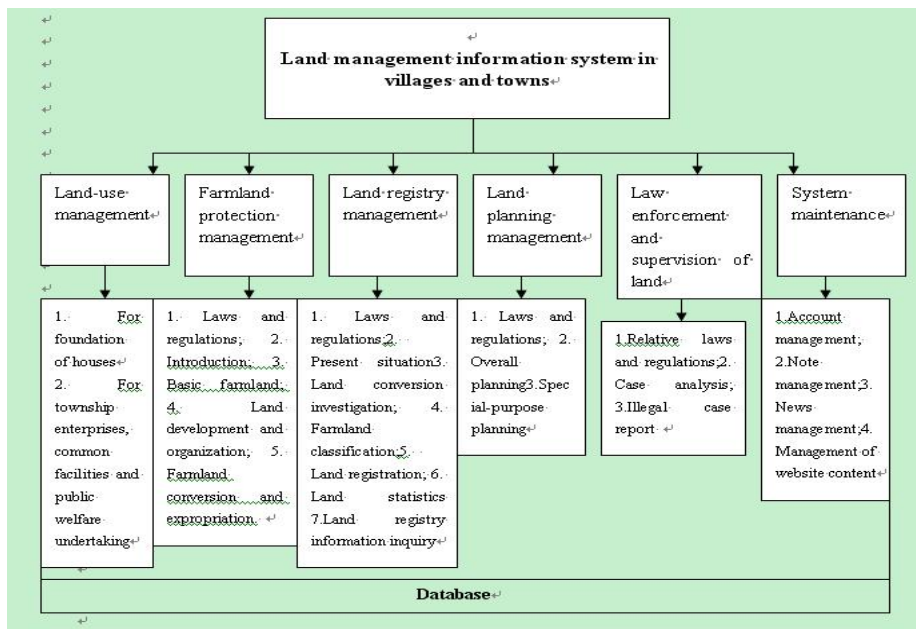 Land management information system in
villages and towns
Land-use
management
Farmland
protection
management
Land registry
management
Land
planning
management
Law
enforcement
and
supervision of
land
System
maintenance
1. For
foundation
of houses
2. For
township
enterprises,
common
facilities and
public
welfare
undertaking
1. Laws and
regulations; 2.
Introduction; 3.
Basic farmland;
4. Land
development and
organization; 5.
Farmland
conversion and
expropriation.
1. Laws and
regulations;2.
Present situation3.
Land conversion
investigation; 4.
Farmland
classification;5.
Land registration; 6.
Land statistics
7.Land registry
information inquiry
1. Laws and
regulations; 2.
Overall
planning3.Spec
ial-purpose
planning
1.Relative laws
and regulations;2.
Case analysis;
3.Illegal case
report
1.Account
management;
2.Note
management;3.
News
management;4.
Management of
website content
Database